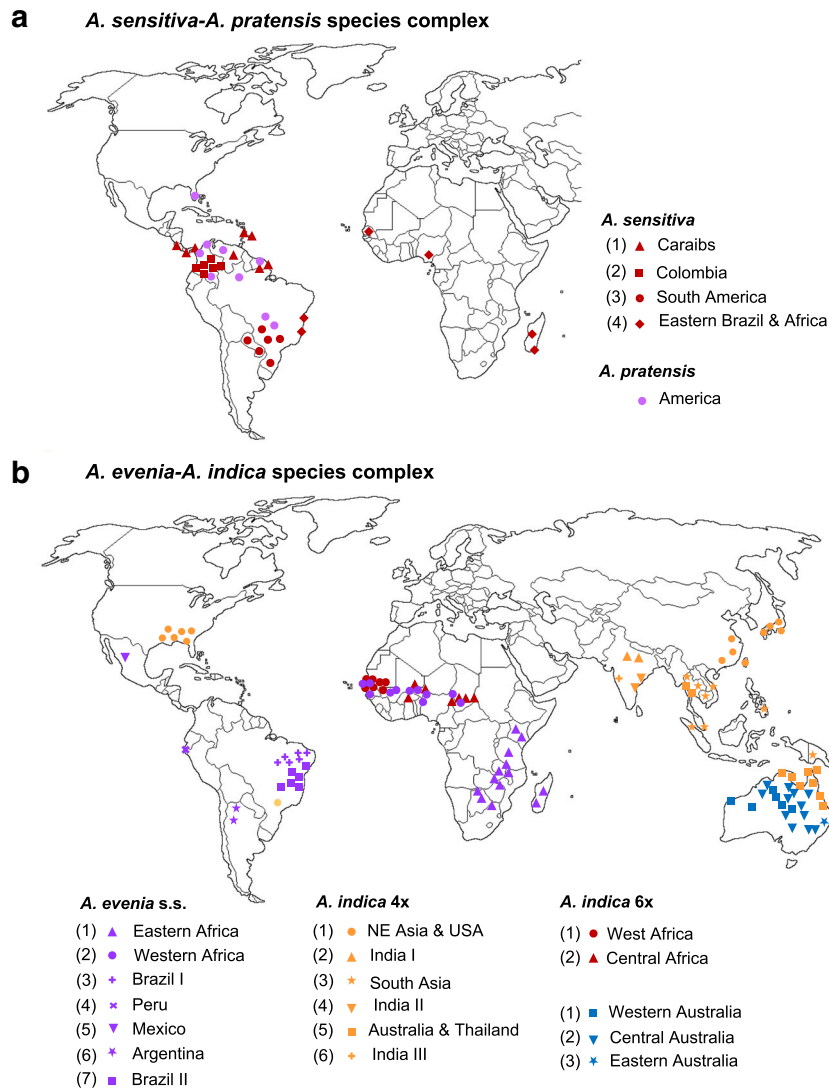 a
A. sensitiva-A. pratensis species complex
A. sensitiva
(1) Caraibs
(2) Colombia
(3) South America
(4) Eastern Brazil & Africa
A. pratensis
America
b
A. evenia-A. indica species complex
A. evenia s.s.
(1) Eastern Africa
(2) Western Africa
(3) Brazil I
(4) Peru
(5) Mexico
(6) Argentina
(7) Brazil II
A. indica 4x
(1) NE Asia & USA
(2) India I
(3) South Asia
(4) India II
(5) Australia & Thailand
(6) India III
A. indica 6x
(1) West Africa
(2) Central Africa
(1) Western Australia
(2) Central Australia
(3) Eastern Australia